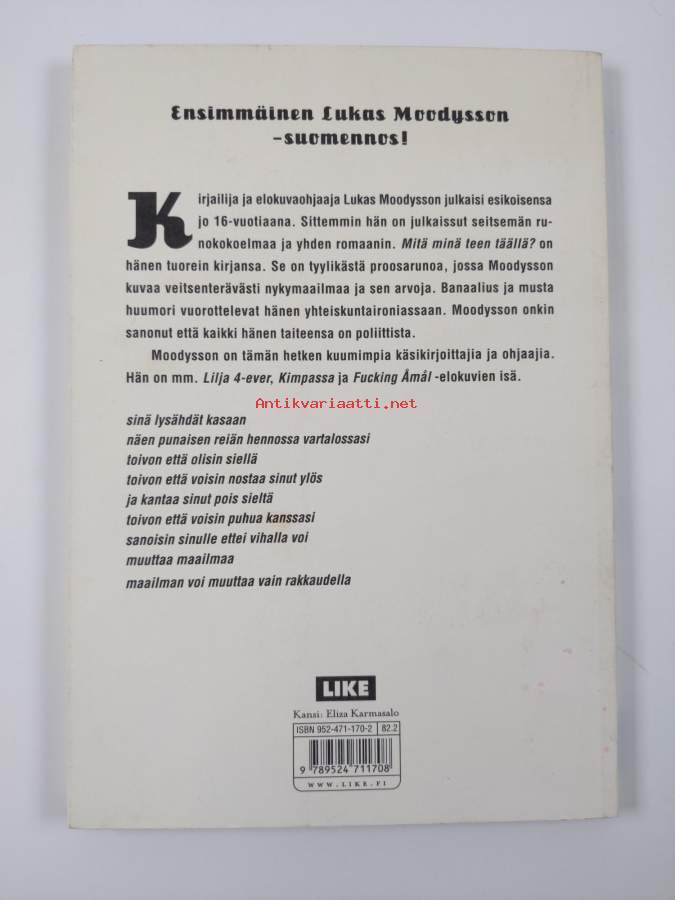 Ensimmäinen Lukas Moodysson
-suomennos!
Kirjailija ja elokuvaohjaaja Lukas Moodysson julkaisi esikoisensa
jo 16-vuotiaana. Sittemmin hän on julkaissut seitsemän ru-
nokokoelmaa ja yhden romaanin. Mitä minä teen täällä? on
hänen tuorein kirjansa. Se on tyylikästä proosarunoa, jossa Moodysson
kuvaa veitsenterävästi nykymaailmaa ja sen arvoja. Banaalius ja musta
huumori vuorottelevat hänen yhteiskuntaironiassaan. Moodysson onkin
sanonut että kaikki hänen taiteensa on poliittista.
Moodysson on tämän hetken kuumimpia käsikirjoittajia ja ohjaajia.
Hän on mm. Lilja 4-ever, Kimpassa ja Fucking Åmål -elokuvien isä.
Antikvariaatti.net
sinä lysähdät kasaan
näen punaisen reiän hennossa vartalossasi
toivon että olisin siellä
toivon että voisin nostaa sinut ylös
ja kantaa sinut pois sieltä
toivon että voisin puhua kanssasi
sanoisin sinulle ettei vihalla voi
muuttaa maailmaa
maailman voi muuttaa vain rakkaudella
LIKE
Kansi: Eliza Karmasalo
ISBN 952-471-170-2 82.2
9 789524 711708
WWW.LIKE.FI